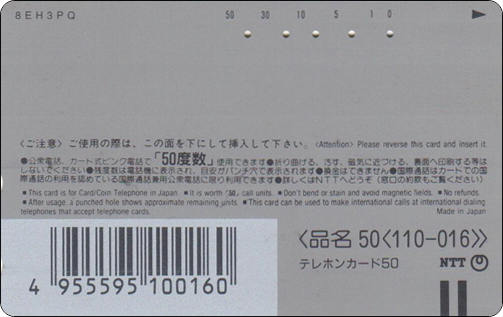 8EH3PQ
50 30 10 5 1 0
〈ご注意〉ご使用の際は、この面を下にして挿入して下さい。〈Attention〉Please reverse this card and insert it.
●公衆電話、カード式ピンク電話で「50度数」使用できます●折り曲げる、汚す、磁気に近づける、裏面へ印刷する等は
しないでください●残度数は電話機に表示され、目安がパンチ穴で表示されます●換金はできません●国際通話はカードでの国
際通話の利用を認めている国際通話兼用公衆電話に限り利用できます●詳しくはNTTへどうぞ(窓口の約款もご覧ください)
■This card is for Card/Coin Telephone in Japan. ■It is worth "50" call units. ■Don't bend or stain and avoid magnetic fields. ■No refunds.
■After usage, a punched hole shows approximate remaining units. ■This card can be used to make international calls at international dialing
telephones that accept telephone cards.
Made in Japan
〈品名 50〈110-016〉
テレホンカード50
NTT
4 955595 100160